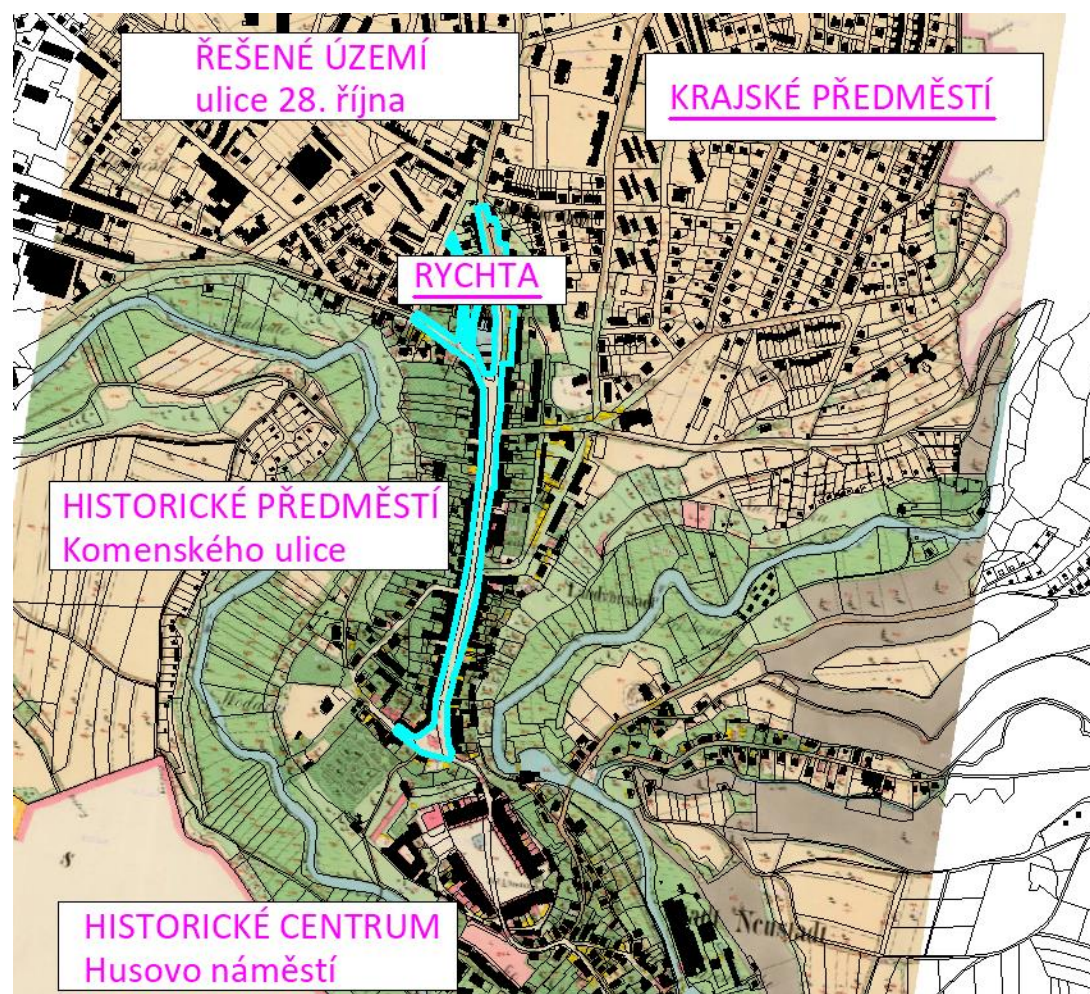 ŘEŠENÉ ÚZEMÍ
ulice 28. října
KRAJSKÉ PŘEDMĚSTÍ
RYCHTA
HISTORICKÉ PŘEDMĚSTÍ
Komenského ulice
HISTORICKÉ CENTRUM
Husovo náměstí
Neustadt